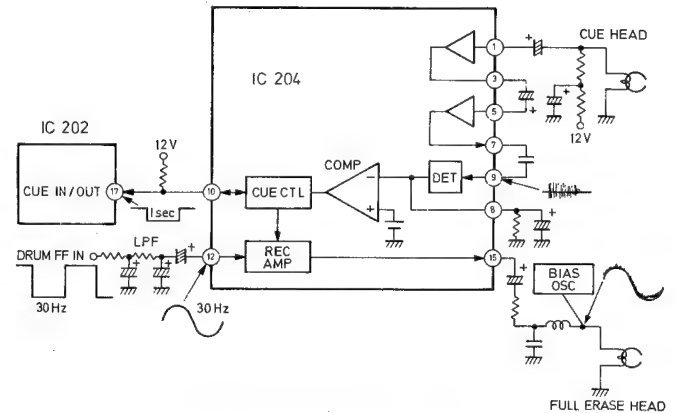 IC 204
CUE HEAD
1
3
5
7
9
8
12V
IC 202
12V
CUE IN/OUT
17
1sec
10
CUE CTL
COMP
DET
DRUM FF IN
LPF
12
REC
AMP
15
30Hz
30Hz
BIAS
OSC
FULL ERASE HEAD